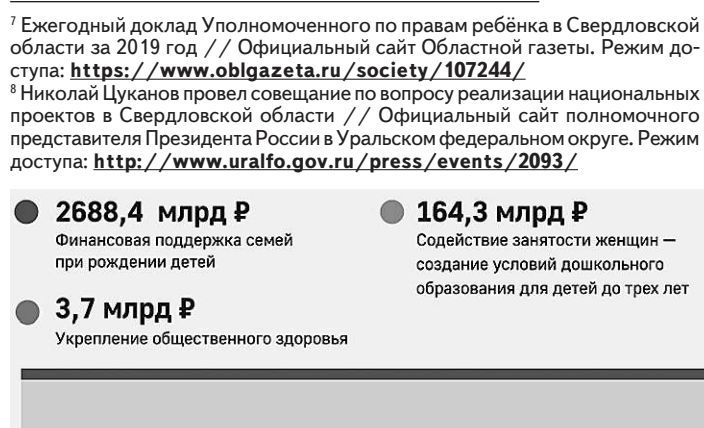 ⁷ Ежегодный доклад Уполномоченного по правам ребёнка в Свердловской
области за 2019 год // Официальный сайт Областной газеты. Режим до-
ступа: https://www.oblgazeta.ru/society/107244/
⁸ Николай Цуканов провел совещание по вопросу реализации национальных
проектов в Свердловской области // Официальный сайт полномочного
представителя Президента России в Уральском федеральном округе. Режим
доступа: http://www.uralfo.gov.ru/press/events/2093/
2688,4 млрд ₽
Финансовая поддержка семей
при рождении детей
3,7 млрд ₽
Укрепление общественного здоровья
164,3 млрд ₽
Содействие занятости женщин —
создание условий дошкольного
образования для детей до трех лет